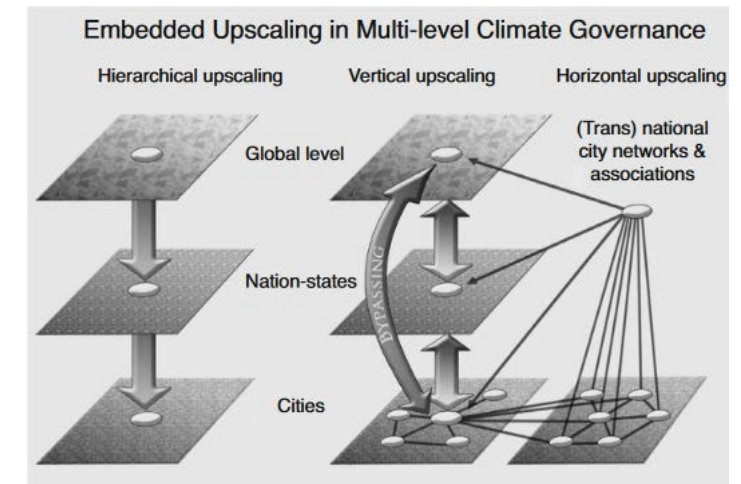 Embedded Upscaling in Multi-level Climate Governance
Hierarchical upscaling
Vertical upscaling
Horizontal upscaling
Global level
(Trans) national
city networks &
associations
Nation-states
BYPASSING
Cities